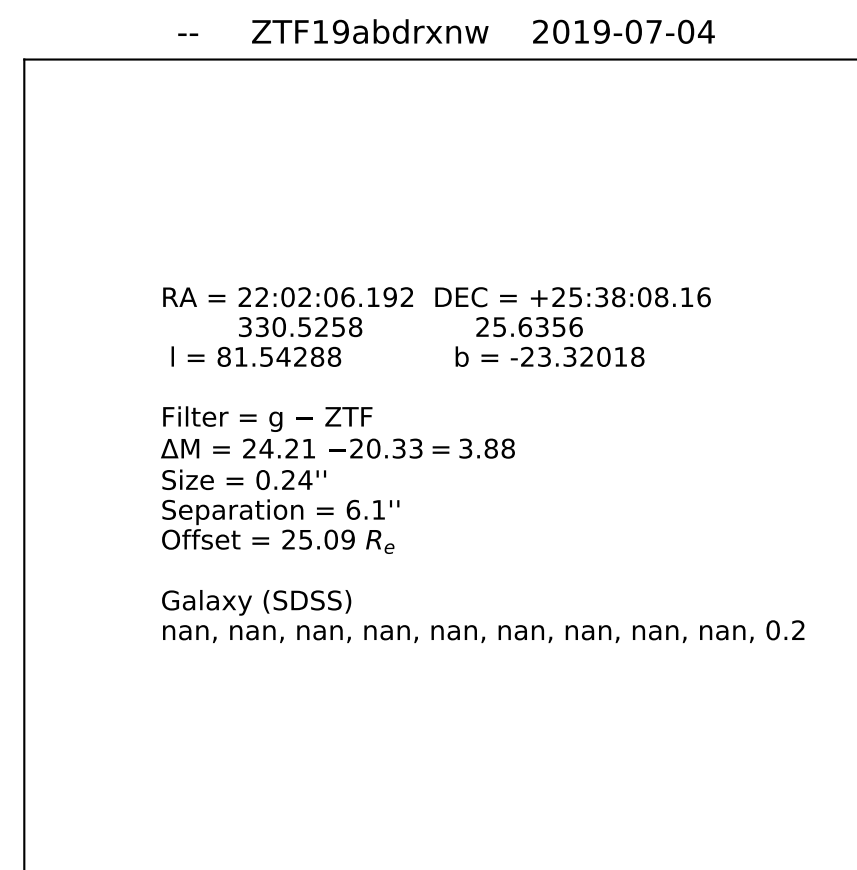 --  ZTF19abdrxnw  2019-07-04
RA = 22:02:06.192  DEC = +25:38:08.16
330.5258  25.6356
l = 81.54288  b = -23.32018
Filter = g − ZTF
ΔM = 24.21 −20.33 = 3.88
Size = 0.24''
Separation = 6.1''
Offset = 25.09 Re
Galaxy (SDSS)
nan, nan, nan, nan, nan, nan, nan, nan, nan, 0.2